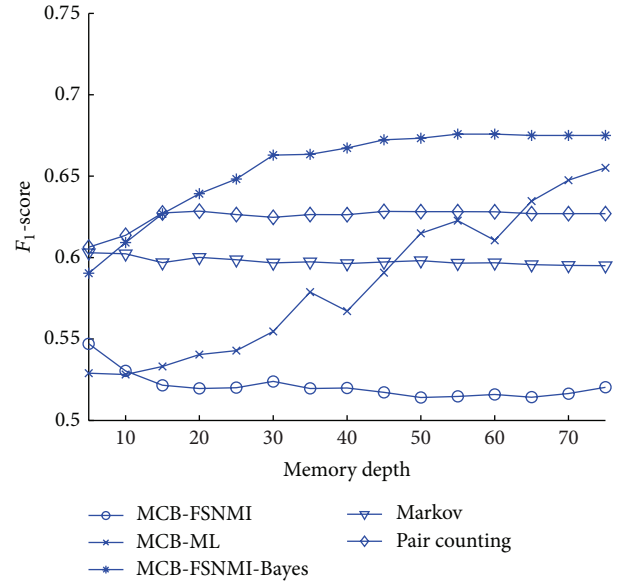 0.75
0.7
0.65
0.6
0.55
0.5
F1-score
10 20 30 40 50 60 70
Memory depth
MCB-FSNMI
MCB-ML
MCB-FSNMI-Bayes
Markov
Pair counting